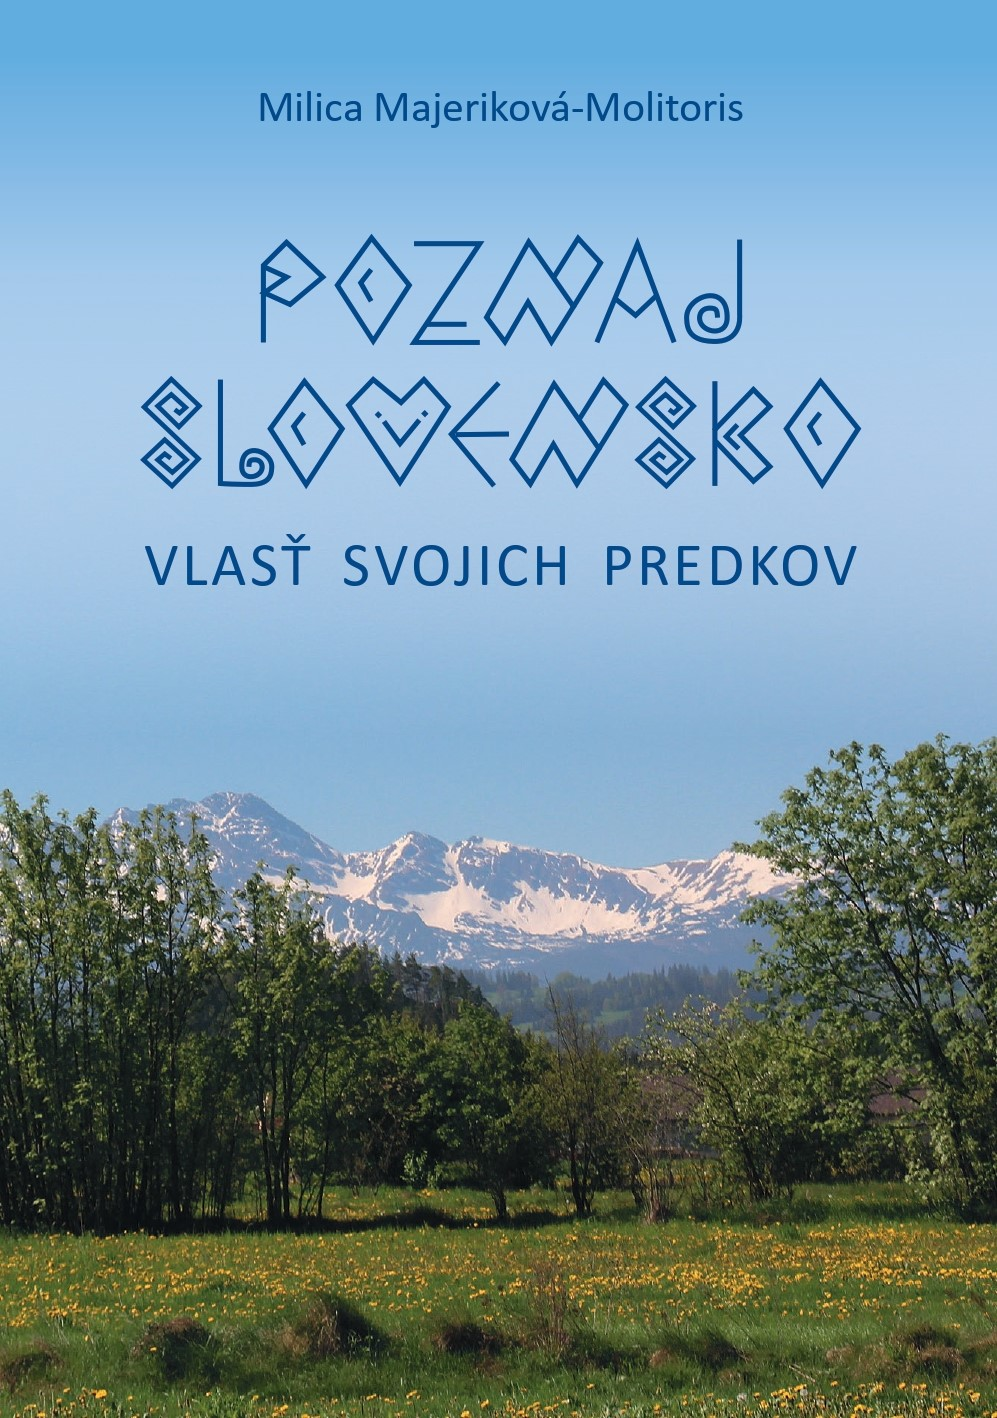 Milica Majeriková-Molitoris
POZNAJ
SLOVENSKO
VLASŤ SVOJICH PREDKOV